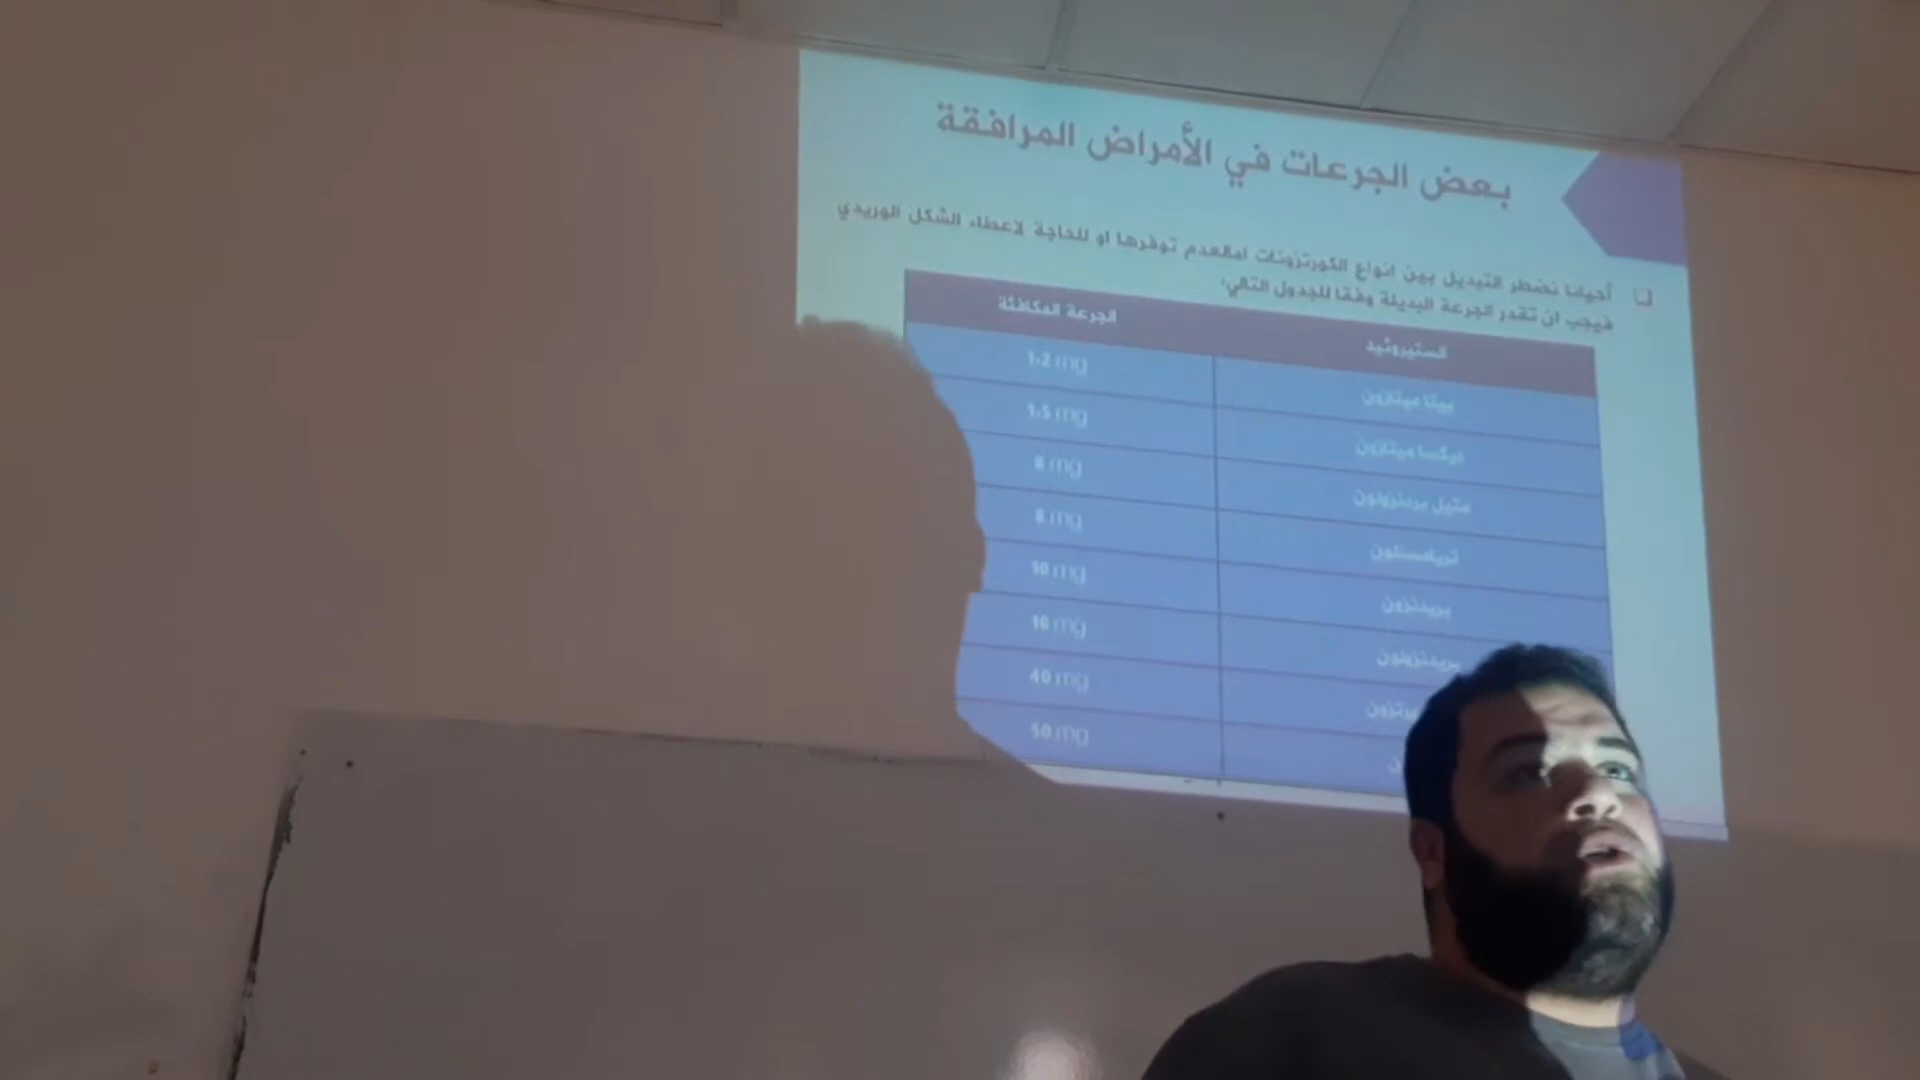 بعض الجرعات في الأمراض المرافقة
❑ أحيانا نضطر التبديل بين انواع الكورتزونات امالعدم توفرها او للحاجة لاعطاء الشكل الوريدي
فيجب ان تقدر الجرعة البديلة وفقا للجدول التالي:
الستيروئيد الجرعة المكافئة
بيتا ميتازون 1.2 mg
ديكسا ميتازون 1.5 mg
متيل بردنزولون 8 mg
تريامسنلون 8 mg
بريدنزون 10 mg
بريدنزولون 10 mg
40 mg
50 mg